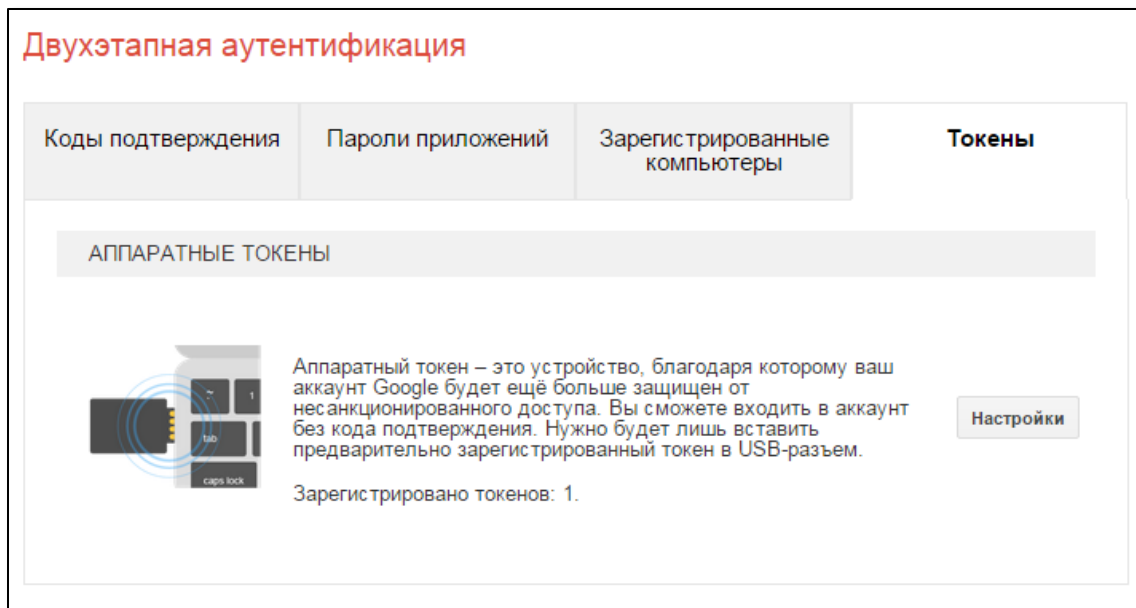 Двухэтапная аутентификация
Коды подтверждения
Пароли приложений
Зарегистрированные
компьютеры
Токены
АППАРАТНЫЕ ТОКЕНЫ
~
1
tab
caps lock
Аппаратный токен – это устройство, благодаря которому ваш
аккаунт Google будет ещё больше защищен от
несанкционированного доступа. Вы сможете входить в аккаунт
без кода подтверждения. Нужно будет лишь вставить
предварительно зарегистрированный токен в USB-разъем.
Зарегистрировано токенов: 1.
Настройки